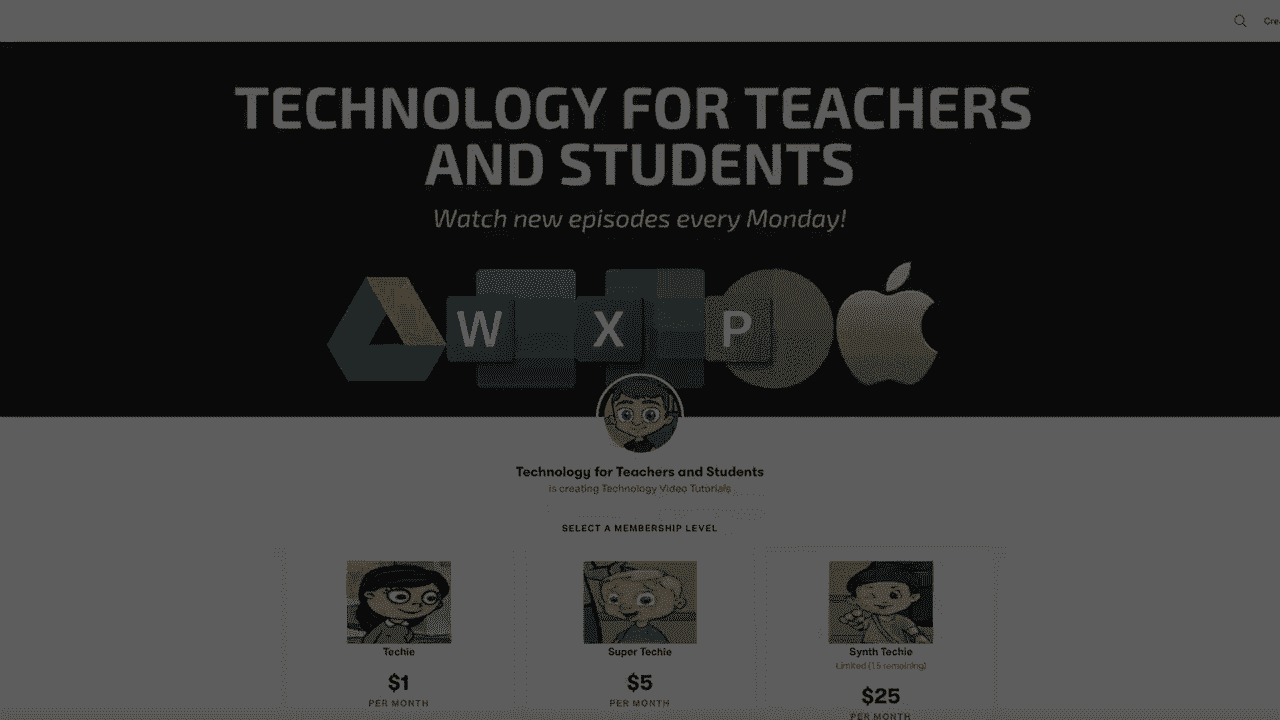 Cre
TECHNOLOGY FOR TEACHERS
AND STUDENTS
Watch new episodes every Monday!
W X P
Technology for Teachers and Students
is creating Technology Video Tutorials
SELECT A MEMBERSHIP LEVEL
Techie
$1
PER MONTH
Super Techie
$5
PER MONTH
Synth Techie
Limited (15 remaining)
$25
PER MONTH